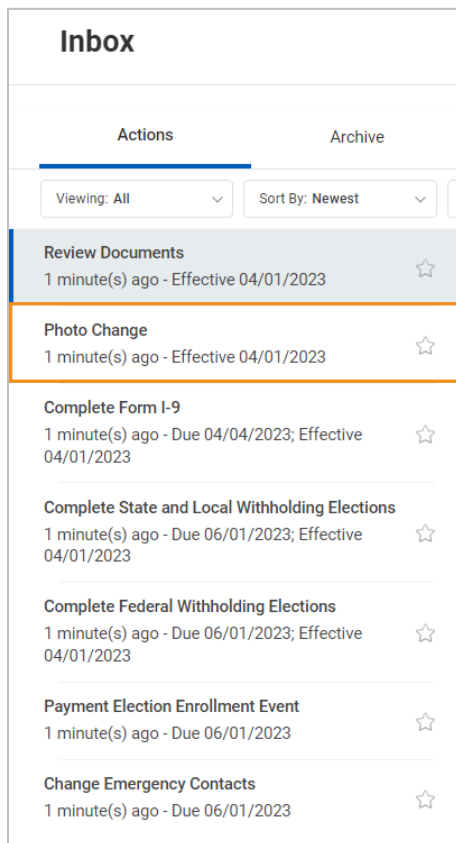 Inbox
Actions
Archive
Viewing: All
Sort By: Newest
Review Documents
1 minute(s) ago - Effective 04/01/2023
Photo Change
1 minute(s) ago - Effective 04/01/2023
Complete Form I-9
1 minute(s) ago - Due 04/04/2023; Effective
04/01/2023
Complete State and Local Withholding Elections
1 minute(s) ago - Due 06/01/2023; Effective
04/01/2023
Complete Federal Withholding Elections
1 minute(s) ago - Due 06/01/2023; Effective
04/01/2023
Payment Election Enrollment Event
1 minute(s) ago - Due 06/01/2023
Change Emergency Contacts
1 minute(s) ago - Due 06/01/2023